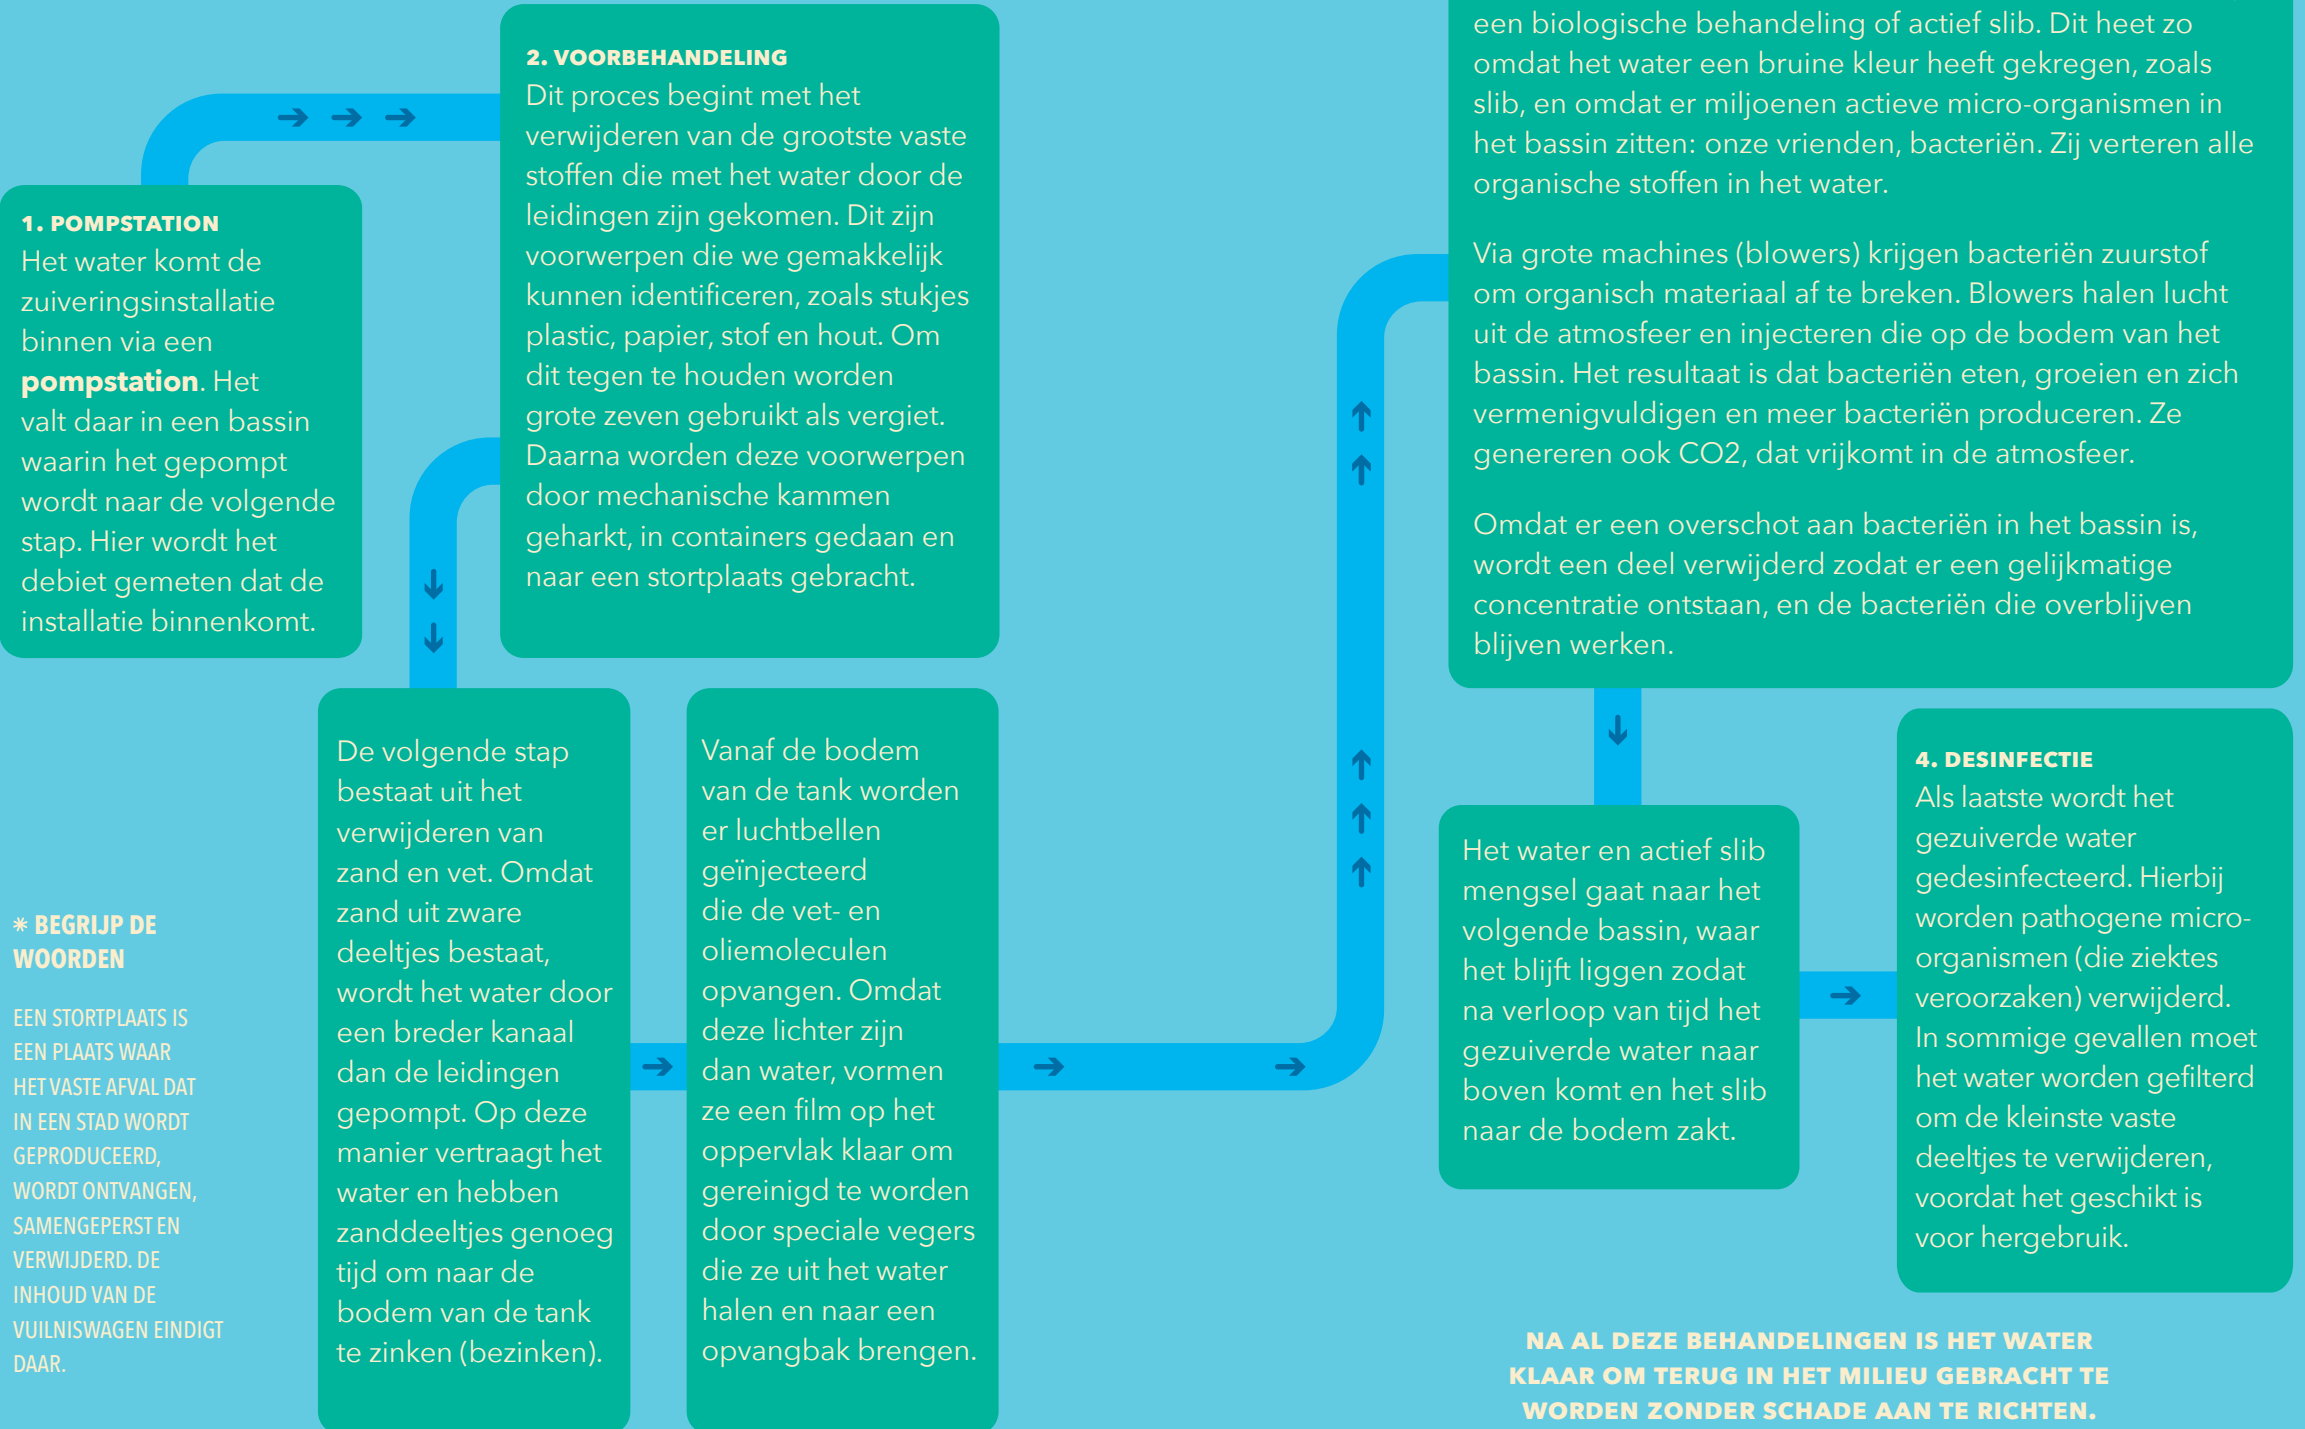 1. POMPSTATION
Het water komt de
zuiveringsinstallatie
binnen via een
pompstation. Het
valt daar in een bassin
waarin het gepompt
wordt naar de volgende
stap. Hier wordt het
debiet gemeten dat de
installatie binnenkomt.
2. VOORBEHANDELING
Dit proces begint met het
verwijderen van de grootste vaste
stoffen die met het water door de
leidingen zijn gekomen. Dit zijn
voorwerpen die we gemakkelijk
kunnen identificeren, zoals stukjes
plastic, papier, stof en hout. Om
dit tegen te houden worden
grote zeven gebruikt als vergiet.
Daarna worden deze voorwerpen
door mechanische kammen
geharkt, in containers gedaan en
naar een stortplaats gebracht.
De volgende stap
bestaat uit het
verwijderen van
zand en vet. Omdat
zand uit zware
deeltjes bestaat,
wordt het water door
een breder kanaal
dan de leidingen
gepompt. Op deze
manier vertraagt het
water en hebben
zanddeeltjes genoeg
tijd om naar de
bodem van de tank
te zinken (bezinken).
Vanaf de bodem
van de tank worden
er luchtbellen
geïnjecteerd
die de vet- en
oliemoleculen
opvangen. Omdat
deze lichter zijn
dan water, vormen
ze een film op het
oppervlak klaar om
gereinigd te worden
door speciale vegers
die ze uit het water
halen en naar een
opvangbak brengen.
een biologische behandeling of actief slib. Dit heet zo
omdat het water een bruine kleur heeft gekregen, zoals
slib, en omdat er miljoenen actieve micro-organismen in
het bassin zitten: onze vrienden, bacteriën. Zij verteren alle
organische stoffen in het water.
Via grote machines (blowers) krijgen bacteriën zuurstof
om organisch materiaal af te breken. Blowers halen lucht
uit de atmosfeer en injecteren die op de bodem van het
bassin. Het resultaat is dat bacteriën eten, groeien en zich
vermenigvuldigen en meer bacteriën produceren. Ze
genereren ook CO2, dat vrijkomt in de atmosfeer.
Omdat er een overschot aan bacteriën in het bassin is,
wordt een deel verwijderd zodat er een gelijkmatige
concentratie ontstaan, en de bacteriën die overblijven
blijven werken.
Het water en actief slib
mengsel gaat naar het
volgende bassin, waar
het blijft liggen zodat
na verloop van tijd het
gezuiverde water naar
boven komt en het slib
naar de bodem zakt.
4. DESINFECTIE
Als laatste wordt het
gezuiverde water
gedesinfecteerd. Hierbij
worden pathogene micro-
organismen (die ziektes
veroorzaken) verwijderd.
In sommige gevallen moet
het water worden gefilterd
om de kleinste vaste
deeltjes te verwijderen,
voordat het geschikt is
voor hergebruik.
NA AL DEZE BEHANDELINGEN IS HET WATER
KLAAR OM TERUG IN HET MILIEU GEBRACHT TE
WORDEN ZONDER SCHADE AAN TE RICHTEN.
* BEGRIJP DE
WOORDEN
EEN STORTPLAATS IS
EEN PLAATS WAAR
HET VASTE AFVAL DAT
IN EEN STAD WORDT
GEPRODUCEERD,
WORDT ONTVANGEN,
SAMENGEPERST EN
VERWIJDERD. DE
INHOUD VAN DE
VUILNISWAGEN EINDIGT
DAAR.